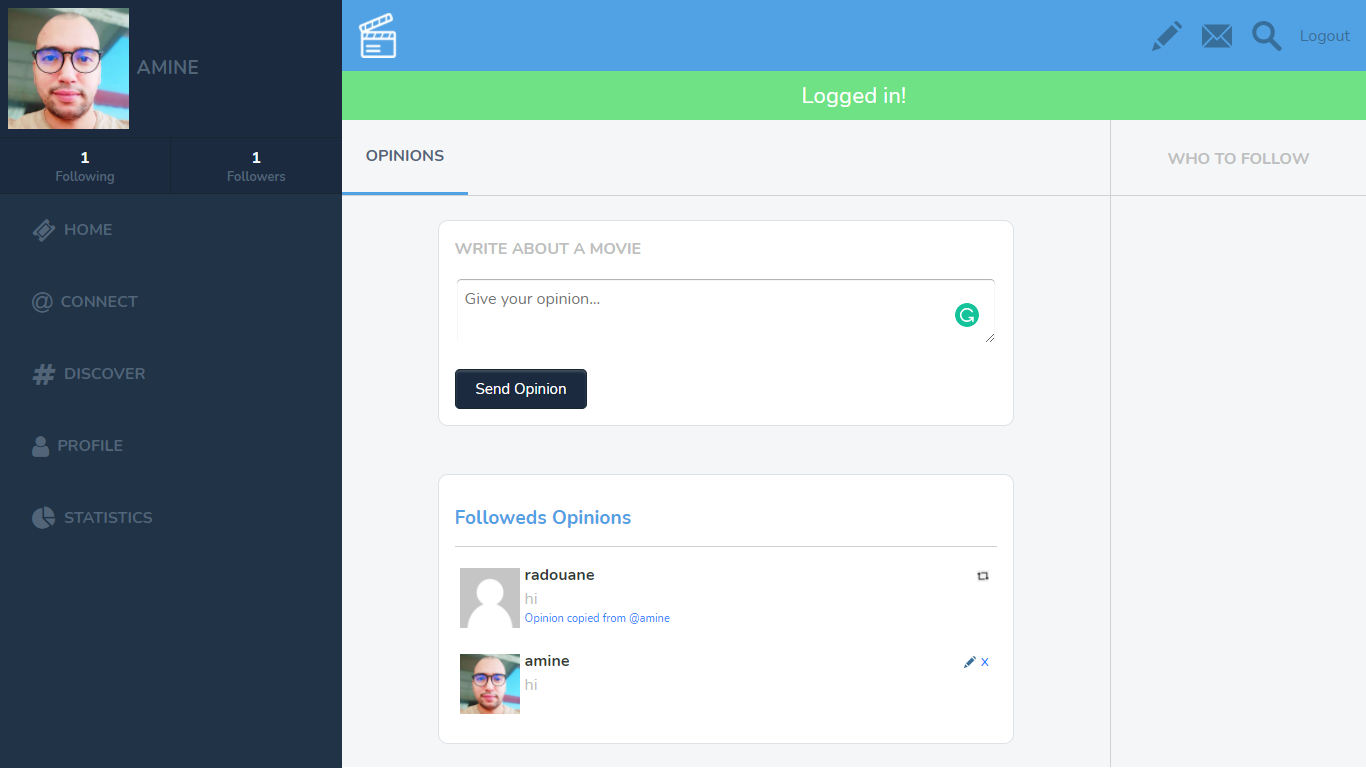 AMINE
1
Following
1
Followers
HOME
@ CONNECT
# DISCOVER
PROFILE
STATISTICS
Logout
Logged in!
OPINIONS
WHO TO FOLLOW
WRITE ABOUT A MOVIE
Give your opinion...
Send Opinion
Followeds Opinions
radouane
hi
Opinion copied from @amine
amine
x
hi